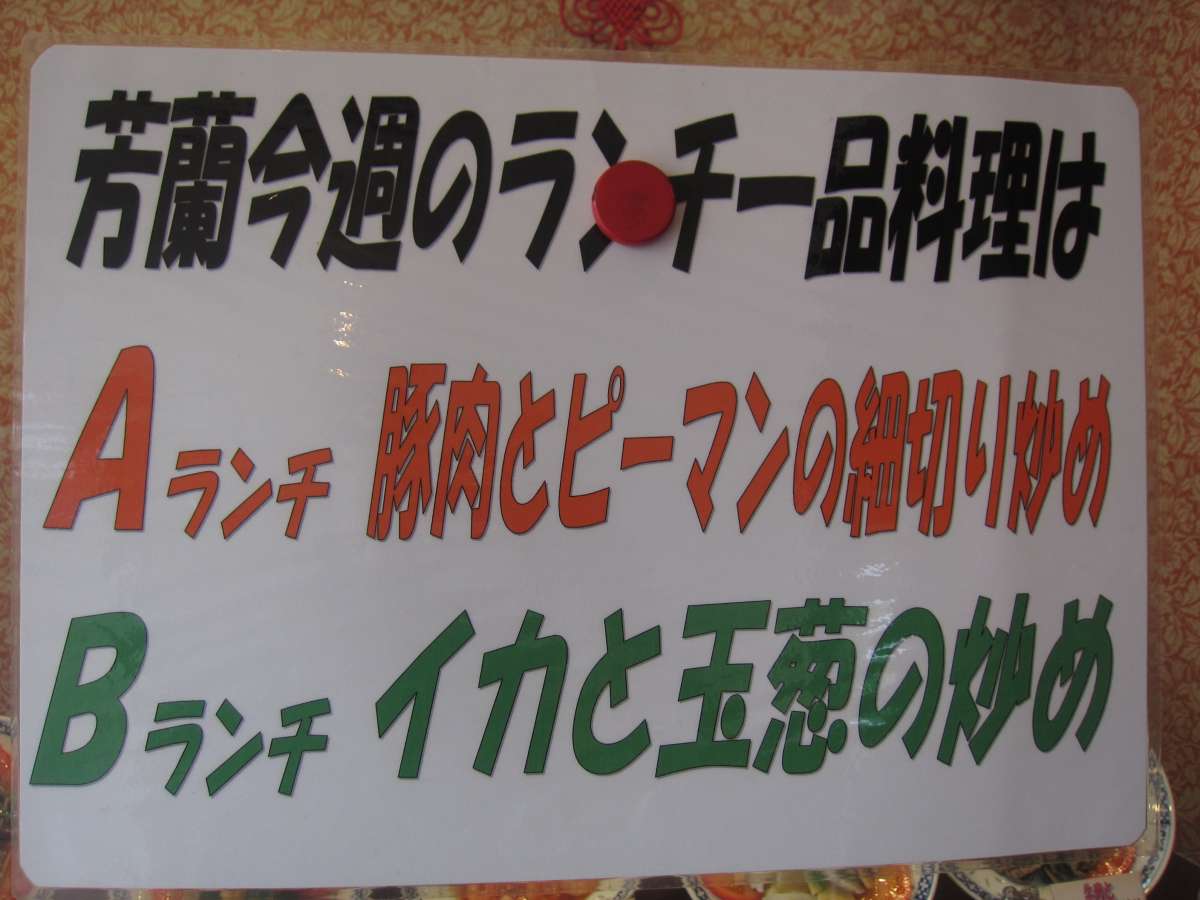 芳蘭今週のランチ一品料理は
Aランチ 豚肉とピーマンの細切り炒め
Bランチ イカと玉葱の炒め